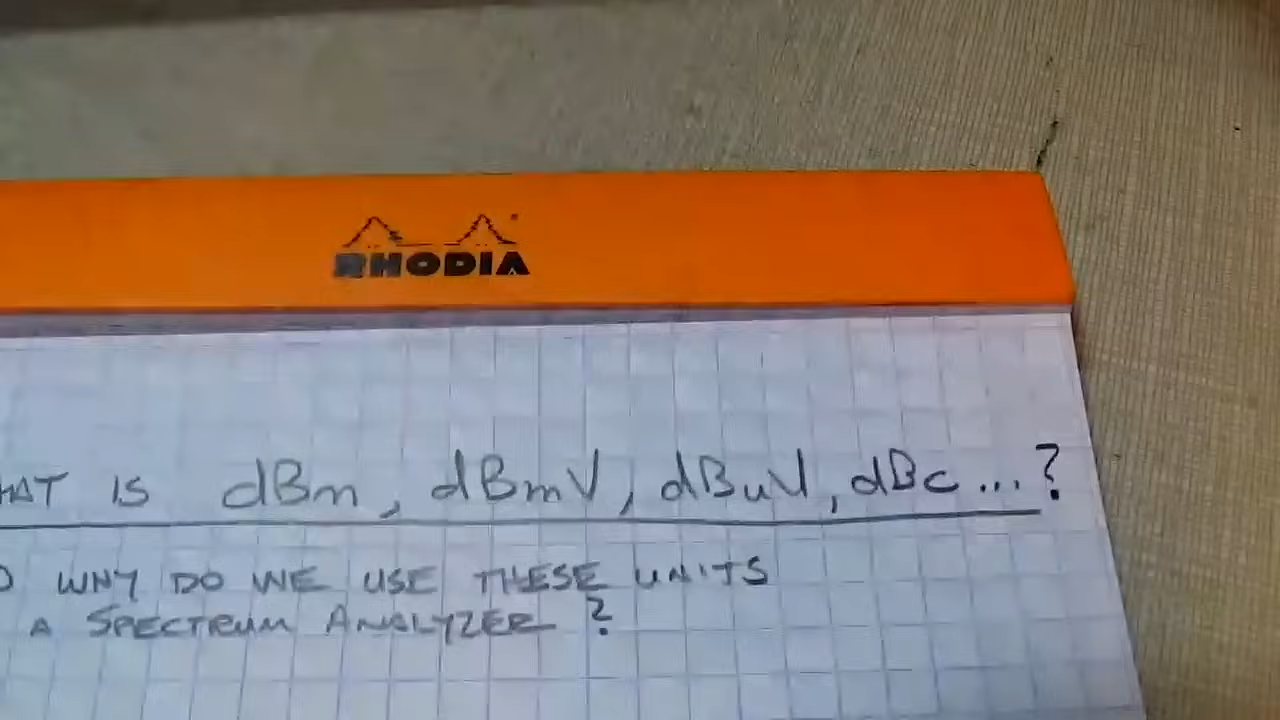 RHODIA
HAT IS dBm, dBmV, dBuV, dBc...?
WHY DO WE USE THESE UNITS
A SPECTRUM ANALYZER?